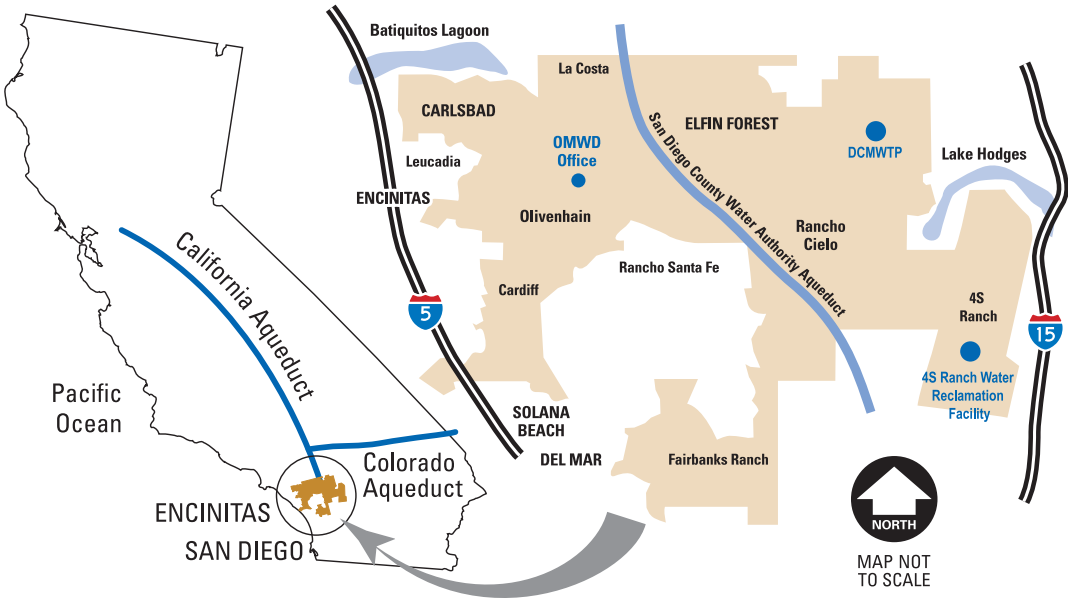 Batiquitos Lagoon
La Costa
CARLSBAD
ELFIN FOREST
OMWD
Office
DCMWTP
Leucadia
Lake Hodges
ENCINITAS
Olivenhain
San Diego County Water Authority Aqueduct
Rancho
Cielo
Rancho Santa Fe
Cardiff
4S
Ranch
5
15
4S Ranch Water
Reclamation
Facility
SOLANA
BEACH
DEL MAR
Fairbanks Ranch
California Aqueduct
Pacific
Ocean
Colorado
Aqueduct
ENCINITAS
SAN DIEGO
NORTH
MAP NOT
TO SCALE